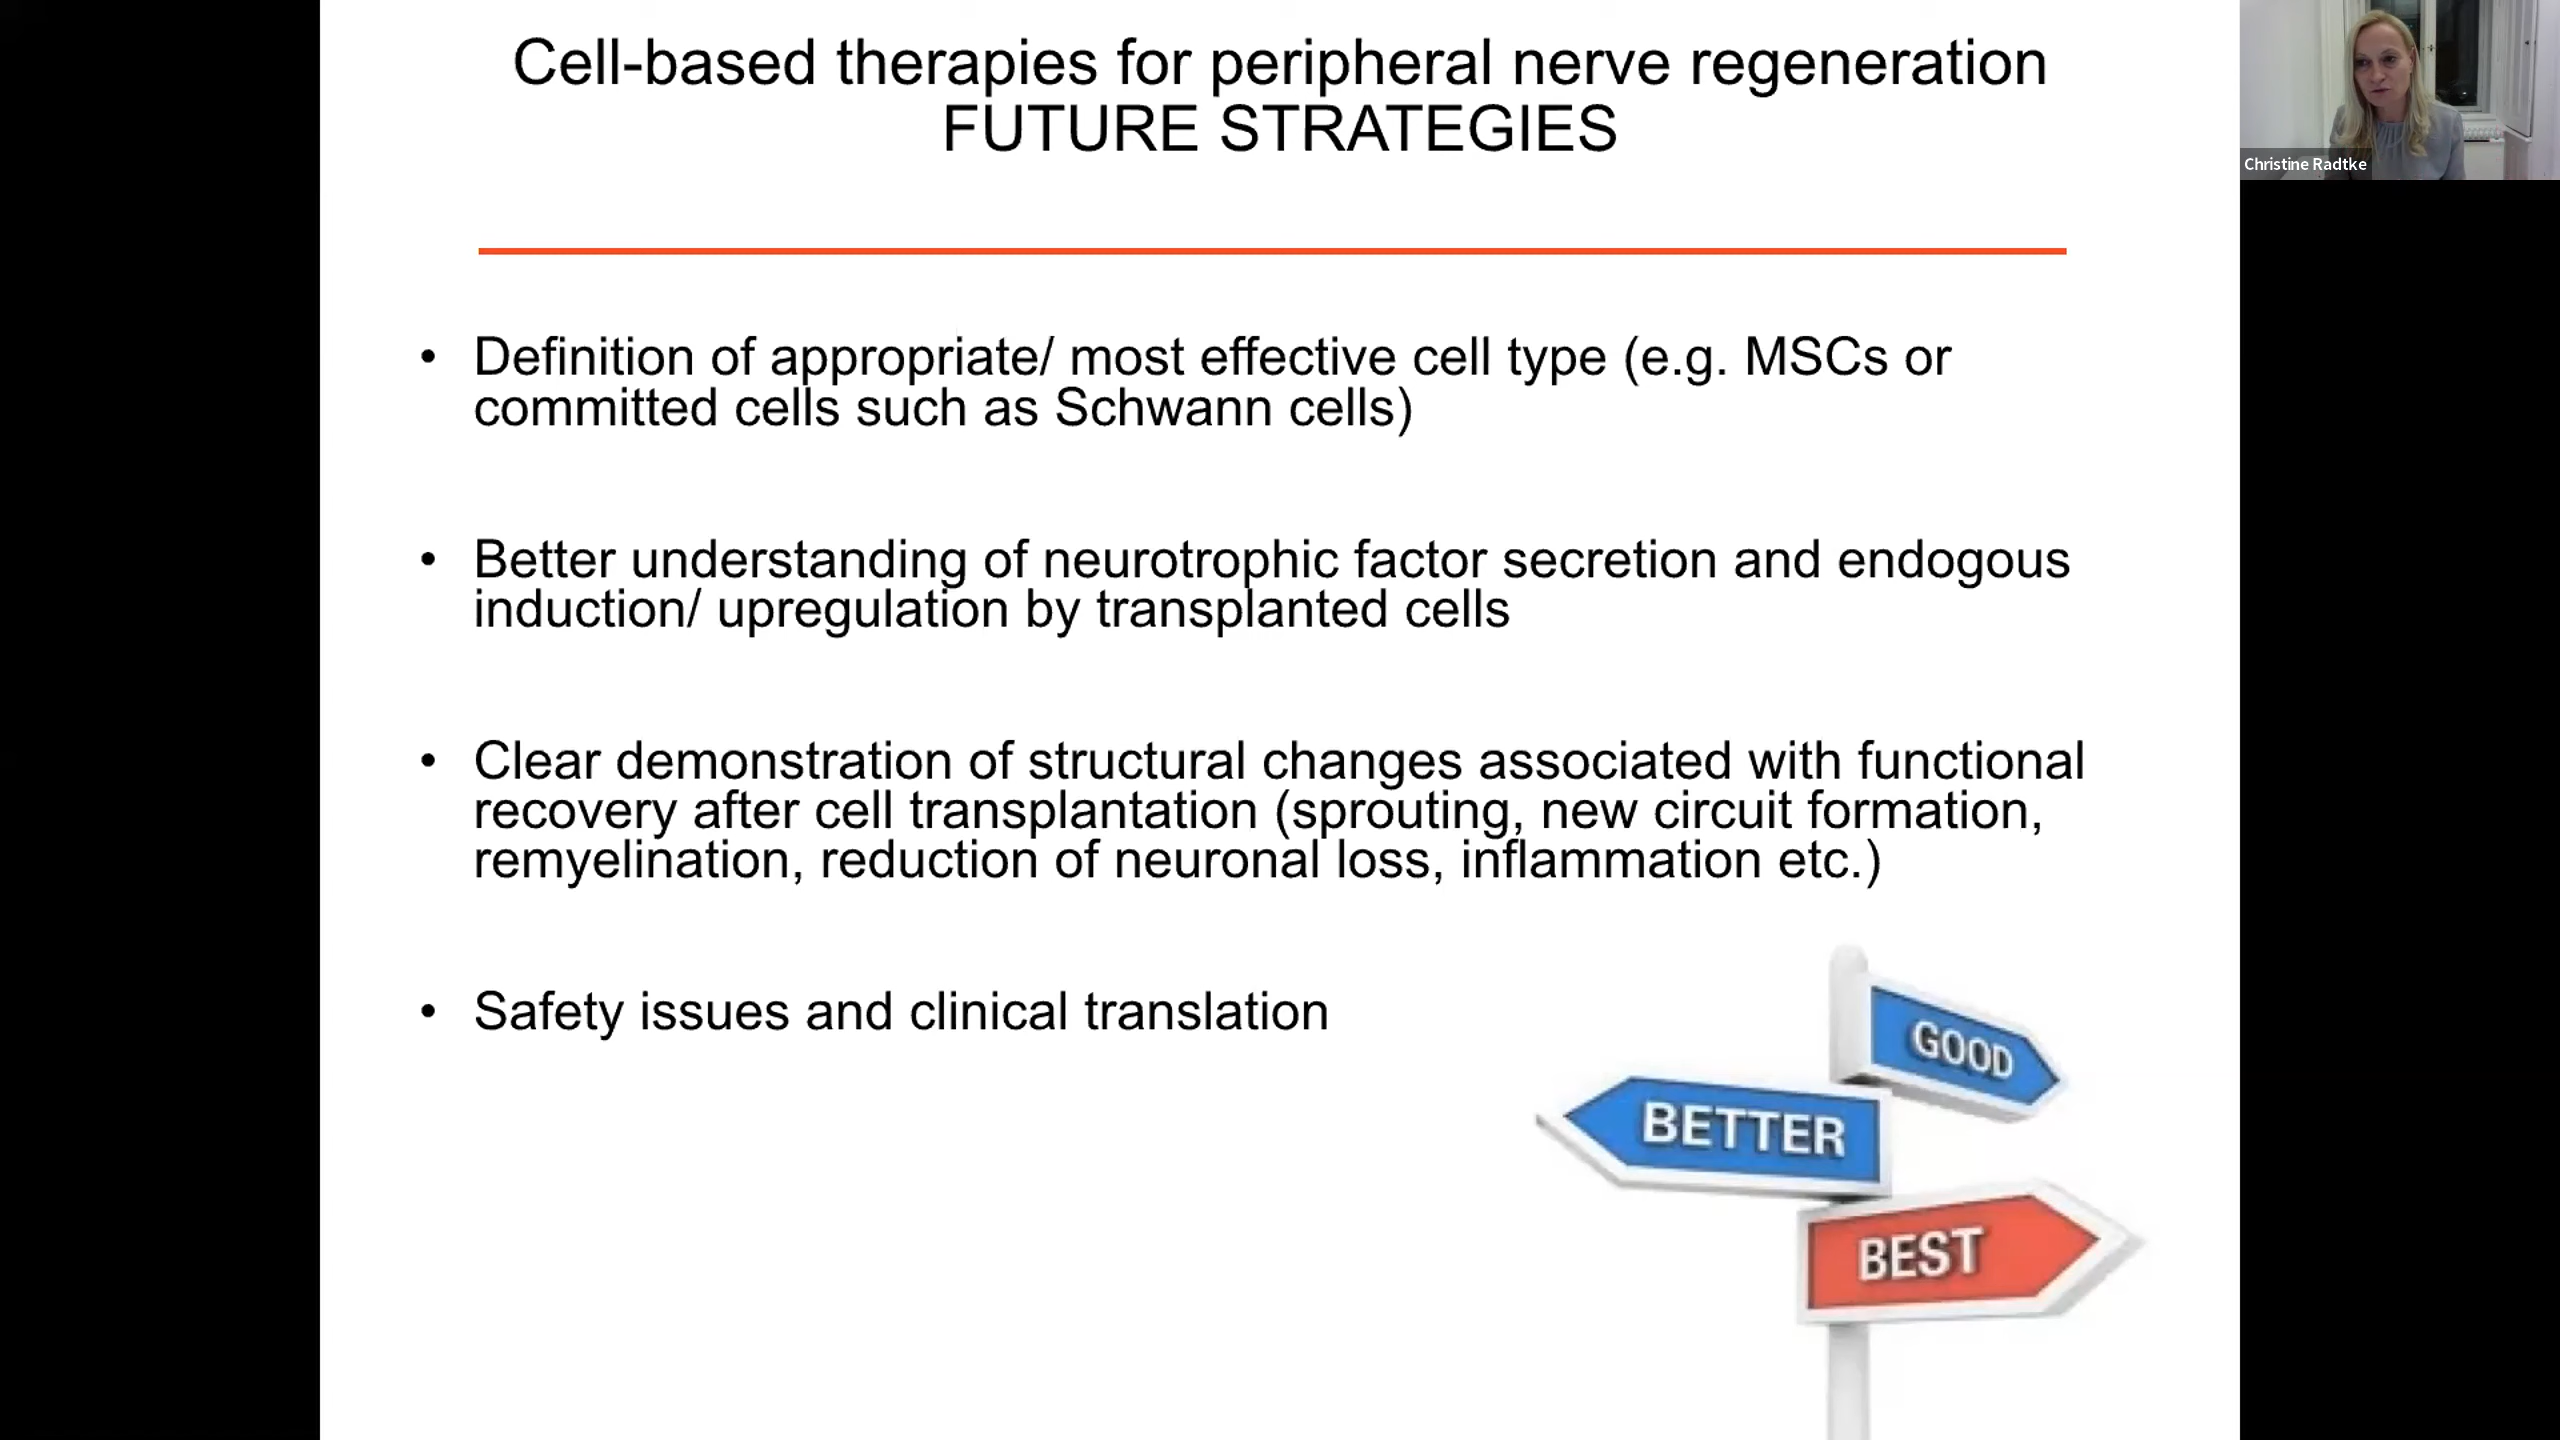 Cell-based therapies for peripheral nerve regeneration
FUTURE STRATEGIES
Christine Radtke
• Definition of appropriate/ most effective cell type (e.g. MSCs or
committed cells such as Schwann cells)
• Better understanding of neurotrophic factor secretion and endogous
induction/ upregulation by transplanted cells
• Clear demonstration of structural changes associated with functional
recovery after cell transplantation (sprouting, new circuit formation,
remyelination, reduction of neuronal loss, inflammation etc.)
• Safety issues and clinical translation
GOOD
BETTER
BEST